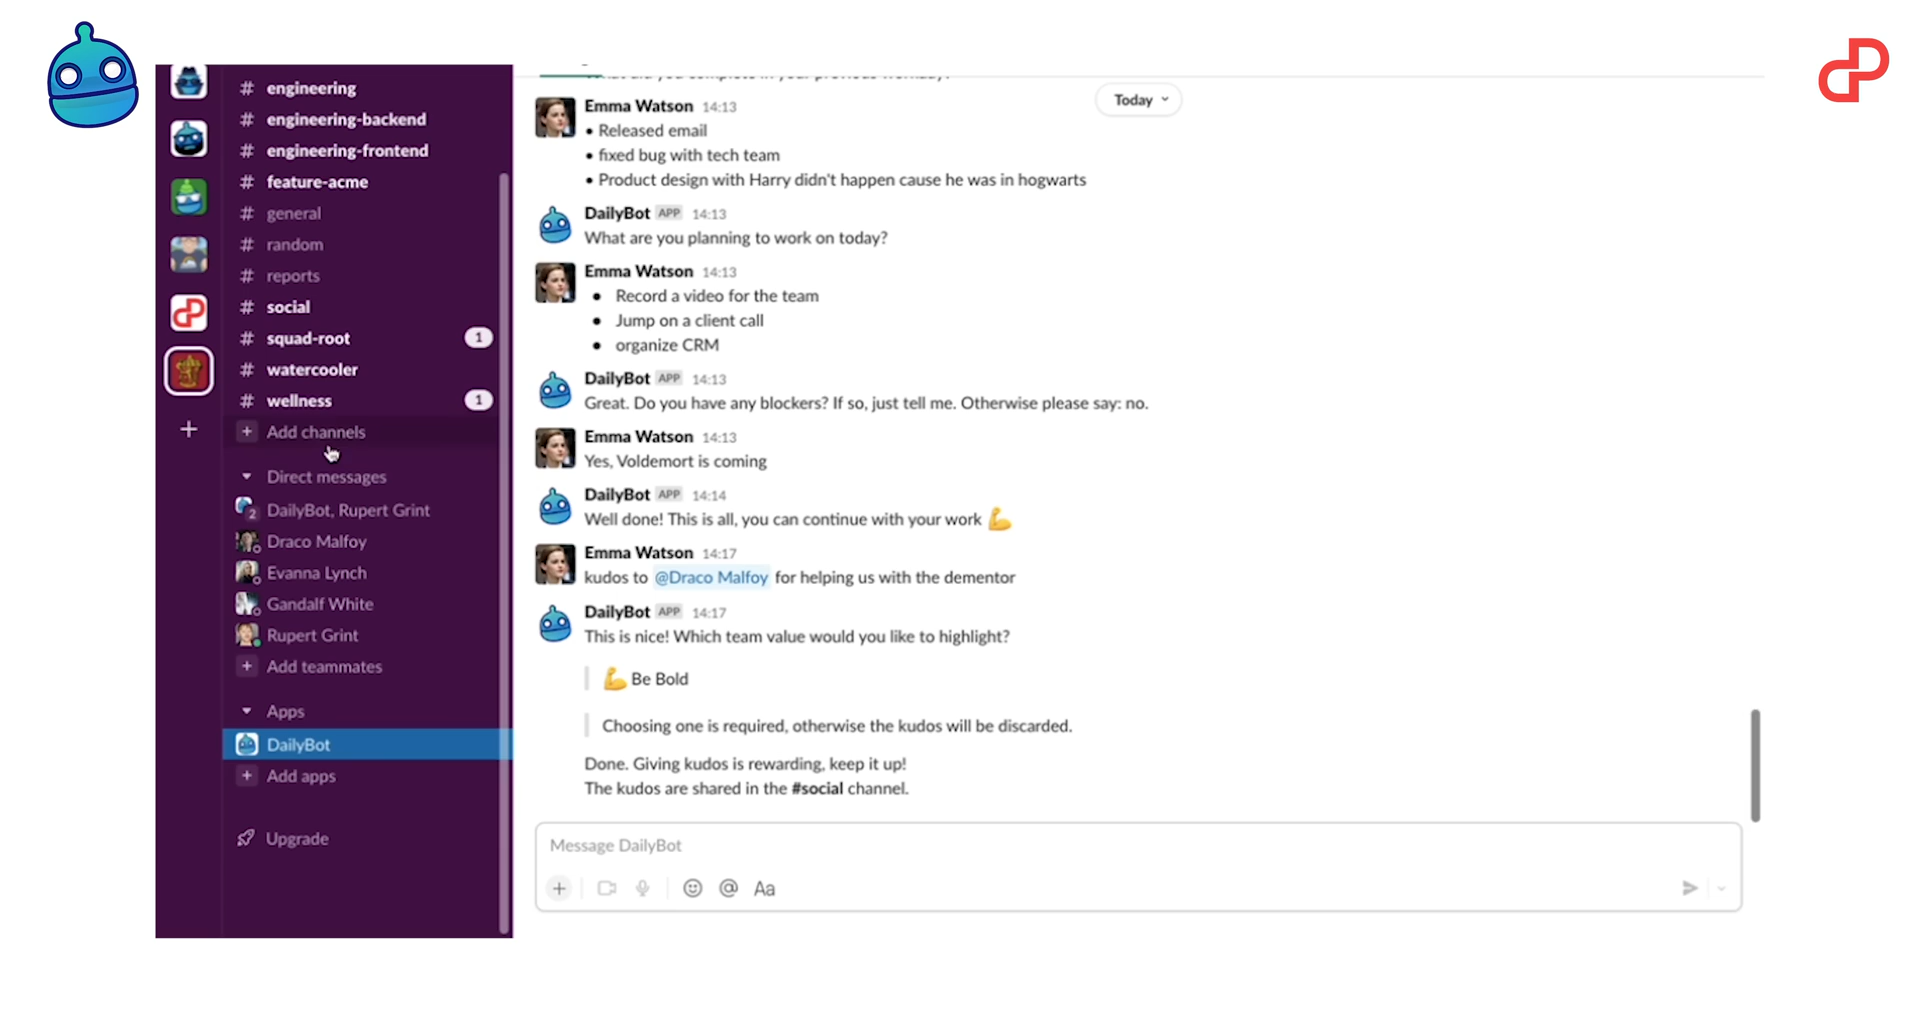 # engineering
# engineering-backend
# engineering-frontend
# feature-acme
# general
# random
# reports
# social
# squad-root 1
# watercooler
# wellness 1
+ Add channels
Direct messages
2 DailyBot, Rupert Grint
Draco Malfoy
Evanna Lynch
Gandalf White
Rupert Grint
+ Add teammates
Apps
DailyBot
+ Add apps
Upgrade
Today
Emma Watson 14:13
• Released email
• fixed bug with tech team
• Product design with Harry didn't happen cause he was in hogwarts
DailyBot APP 14:13
What are you planning to work on today?
Emma Watson 14:13
• Record a video for the team
• Jump on a client call
• organize CRM
DailyBot APP 14:13
Great. Do you have any blockers? If so, just tell me. Otherwise please say: no.
Emma Watson 14:13
Yes, Voldemort is coming
DailyBot APP 14:14
Well done! This is all, you can continue with your work 💪
Emma Watson 14:17
kudos to @Draco Malfoy for helping us with the dementor
DailyBot APP 14:17
This is nice! Which team value would you like to highlight?
💪 Be Bold
Choosing one is required, otherwise the kudos will be discarded.
Done. Giving kudos is rewarding, keep it up!
The kudos are shared in the #social channel.
Message DailyBot
Aa